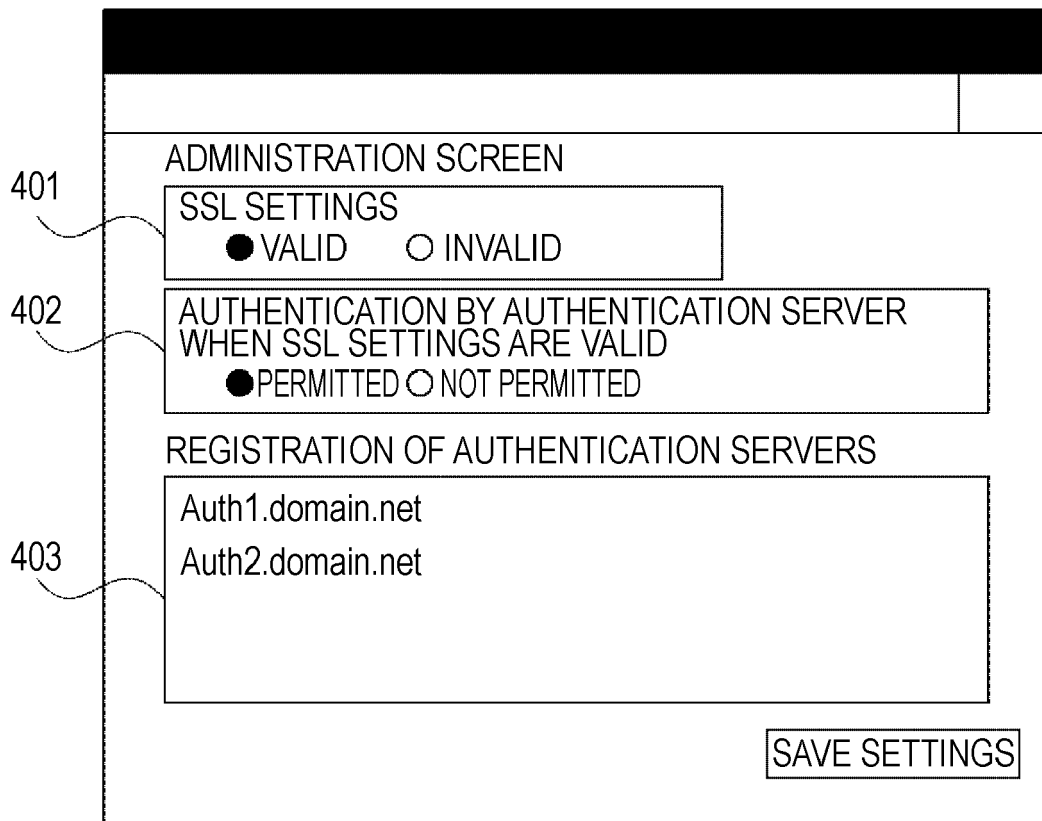 ADMINISTRATION SCREEN
401
SSL SETTINGS
VALID INVALID
402
AUTHENTICATION BY AUTHENTICATION SERVER
WHEN SSL SETTINGS ARE VALID
PERMITTED NOT PERMITTED
REGISTRATION OF AUTHENTICATION SERVERS
403
Auth1.domain.net
Auth2.domain.net
SAVE SETTINGS